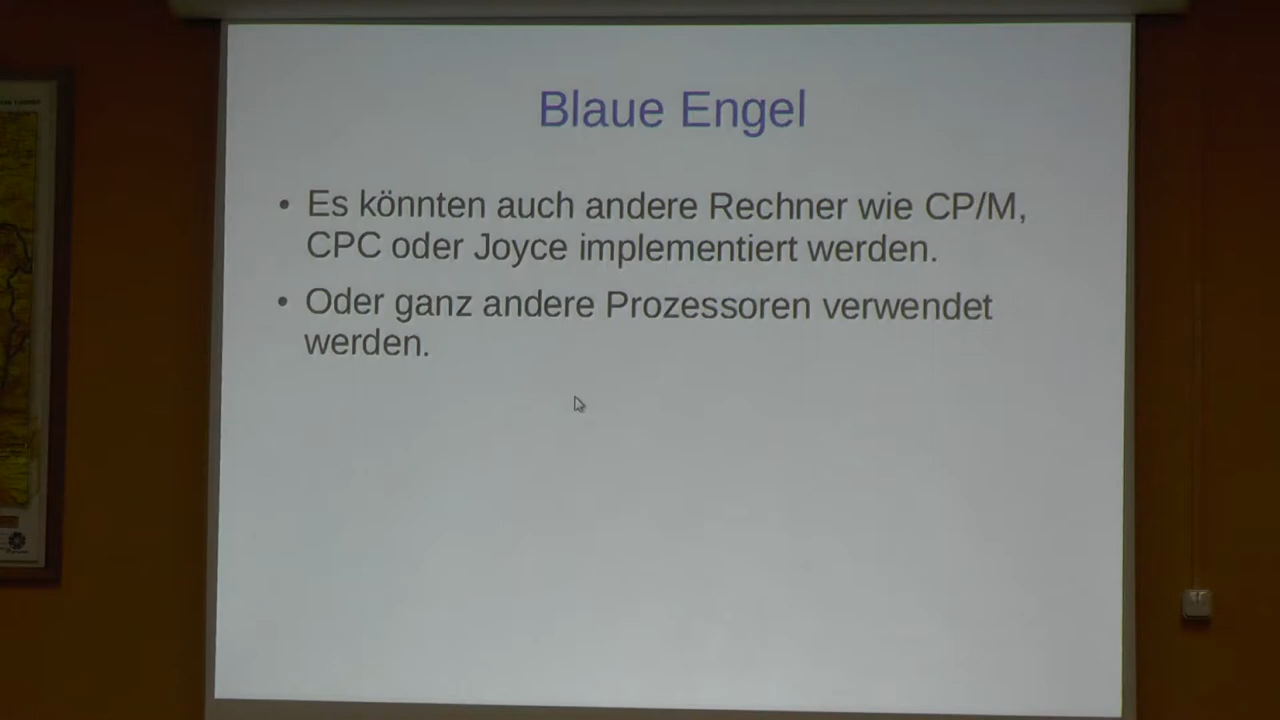 Blaue Engel
• Es könnten auch andere Rechner wie CP/M,
CPC oder Joyce implementiert werden.
• Oder ganz andere Prozessoren verwendet
werden.